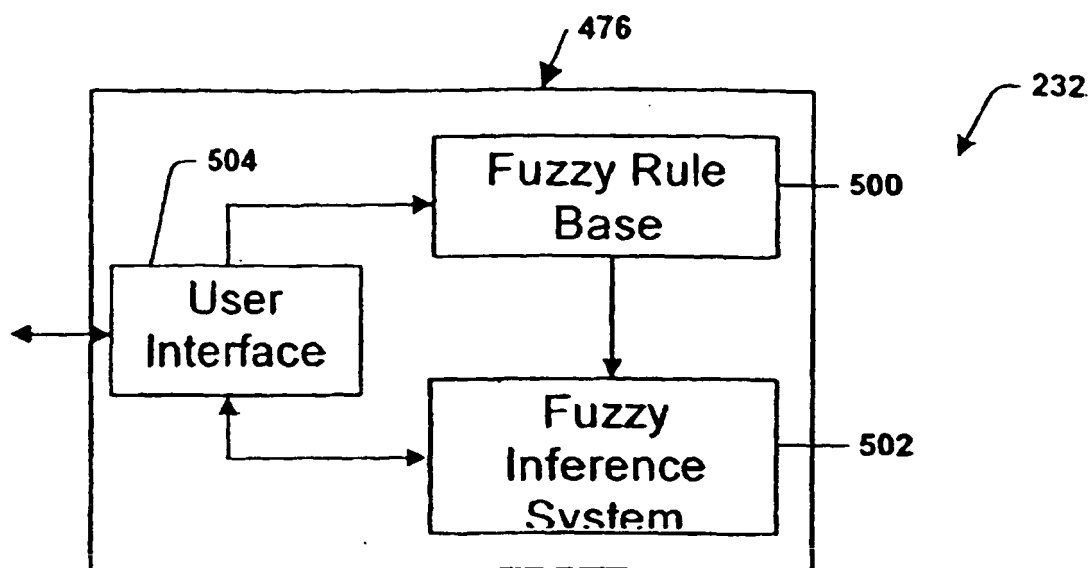 476
232
504
Fuzzy Rule
Base
500
User
Interface
Fuzzy
Inference
System
502